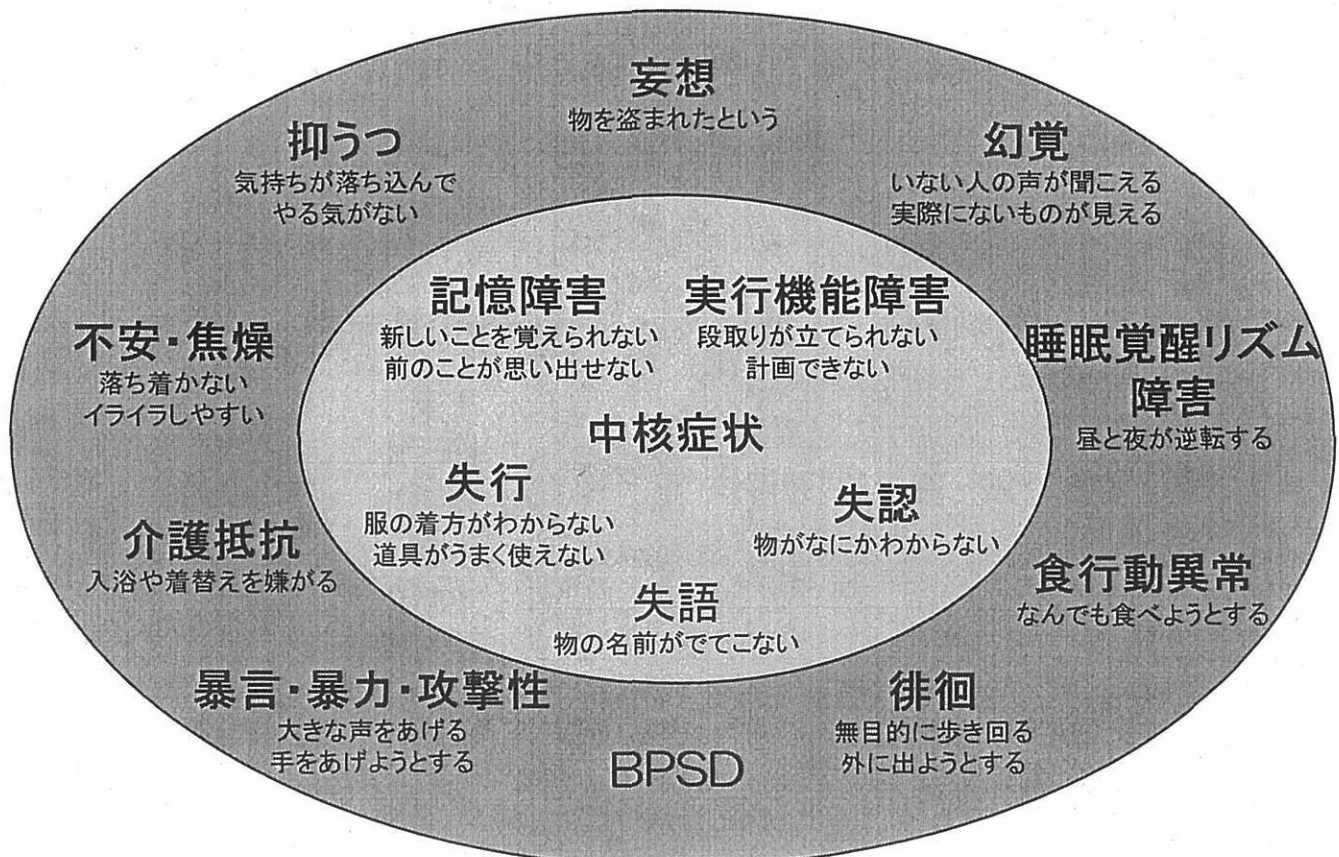 妄想
物を盗まれたという
抑うつ
気持ちが落ち込んで
やる気がない
幻覚
いない人の声が聞こえる
実際にないものが見える
記憶障害
新しいことを覚えられない
前のことが思い出せない
実行機能障害
段取りが立てられない
計画できない
不安・焦燥
落ち着かない
イライラしやすい
睡眠覚醒リズム
障害
昼と夜が逆転する
中核症状
失行
服の着方がわからない
道具がうまく使えない
失認
物がなにかわからない
介護抵抗
入浴や着替えを嫌がる
食行動異常
なんでも食べようとする
失語
物の名前がでてこない
暴言・暴力・攻撃性
大きな声をあげる
手をあげようとする
徘徊
無目的に歩き回る
外に出ようとする
BPSD